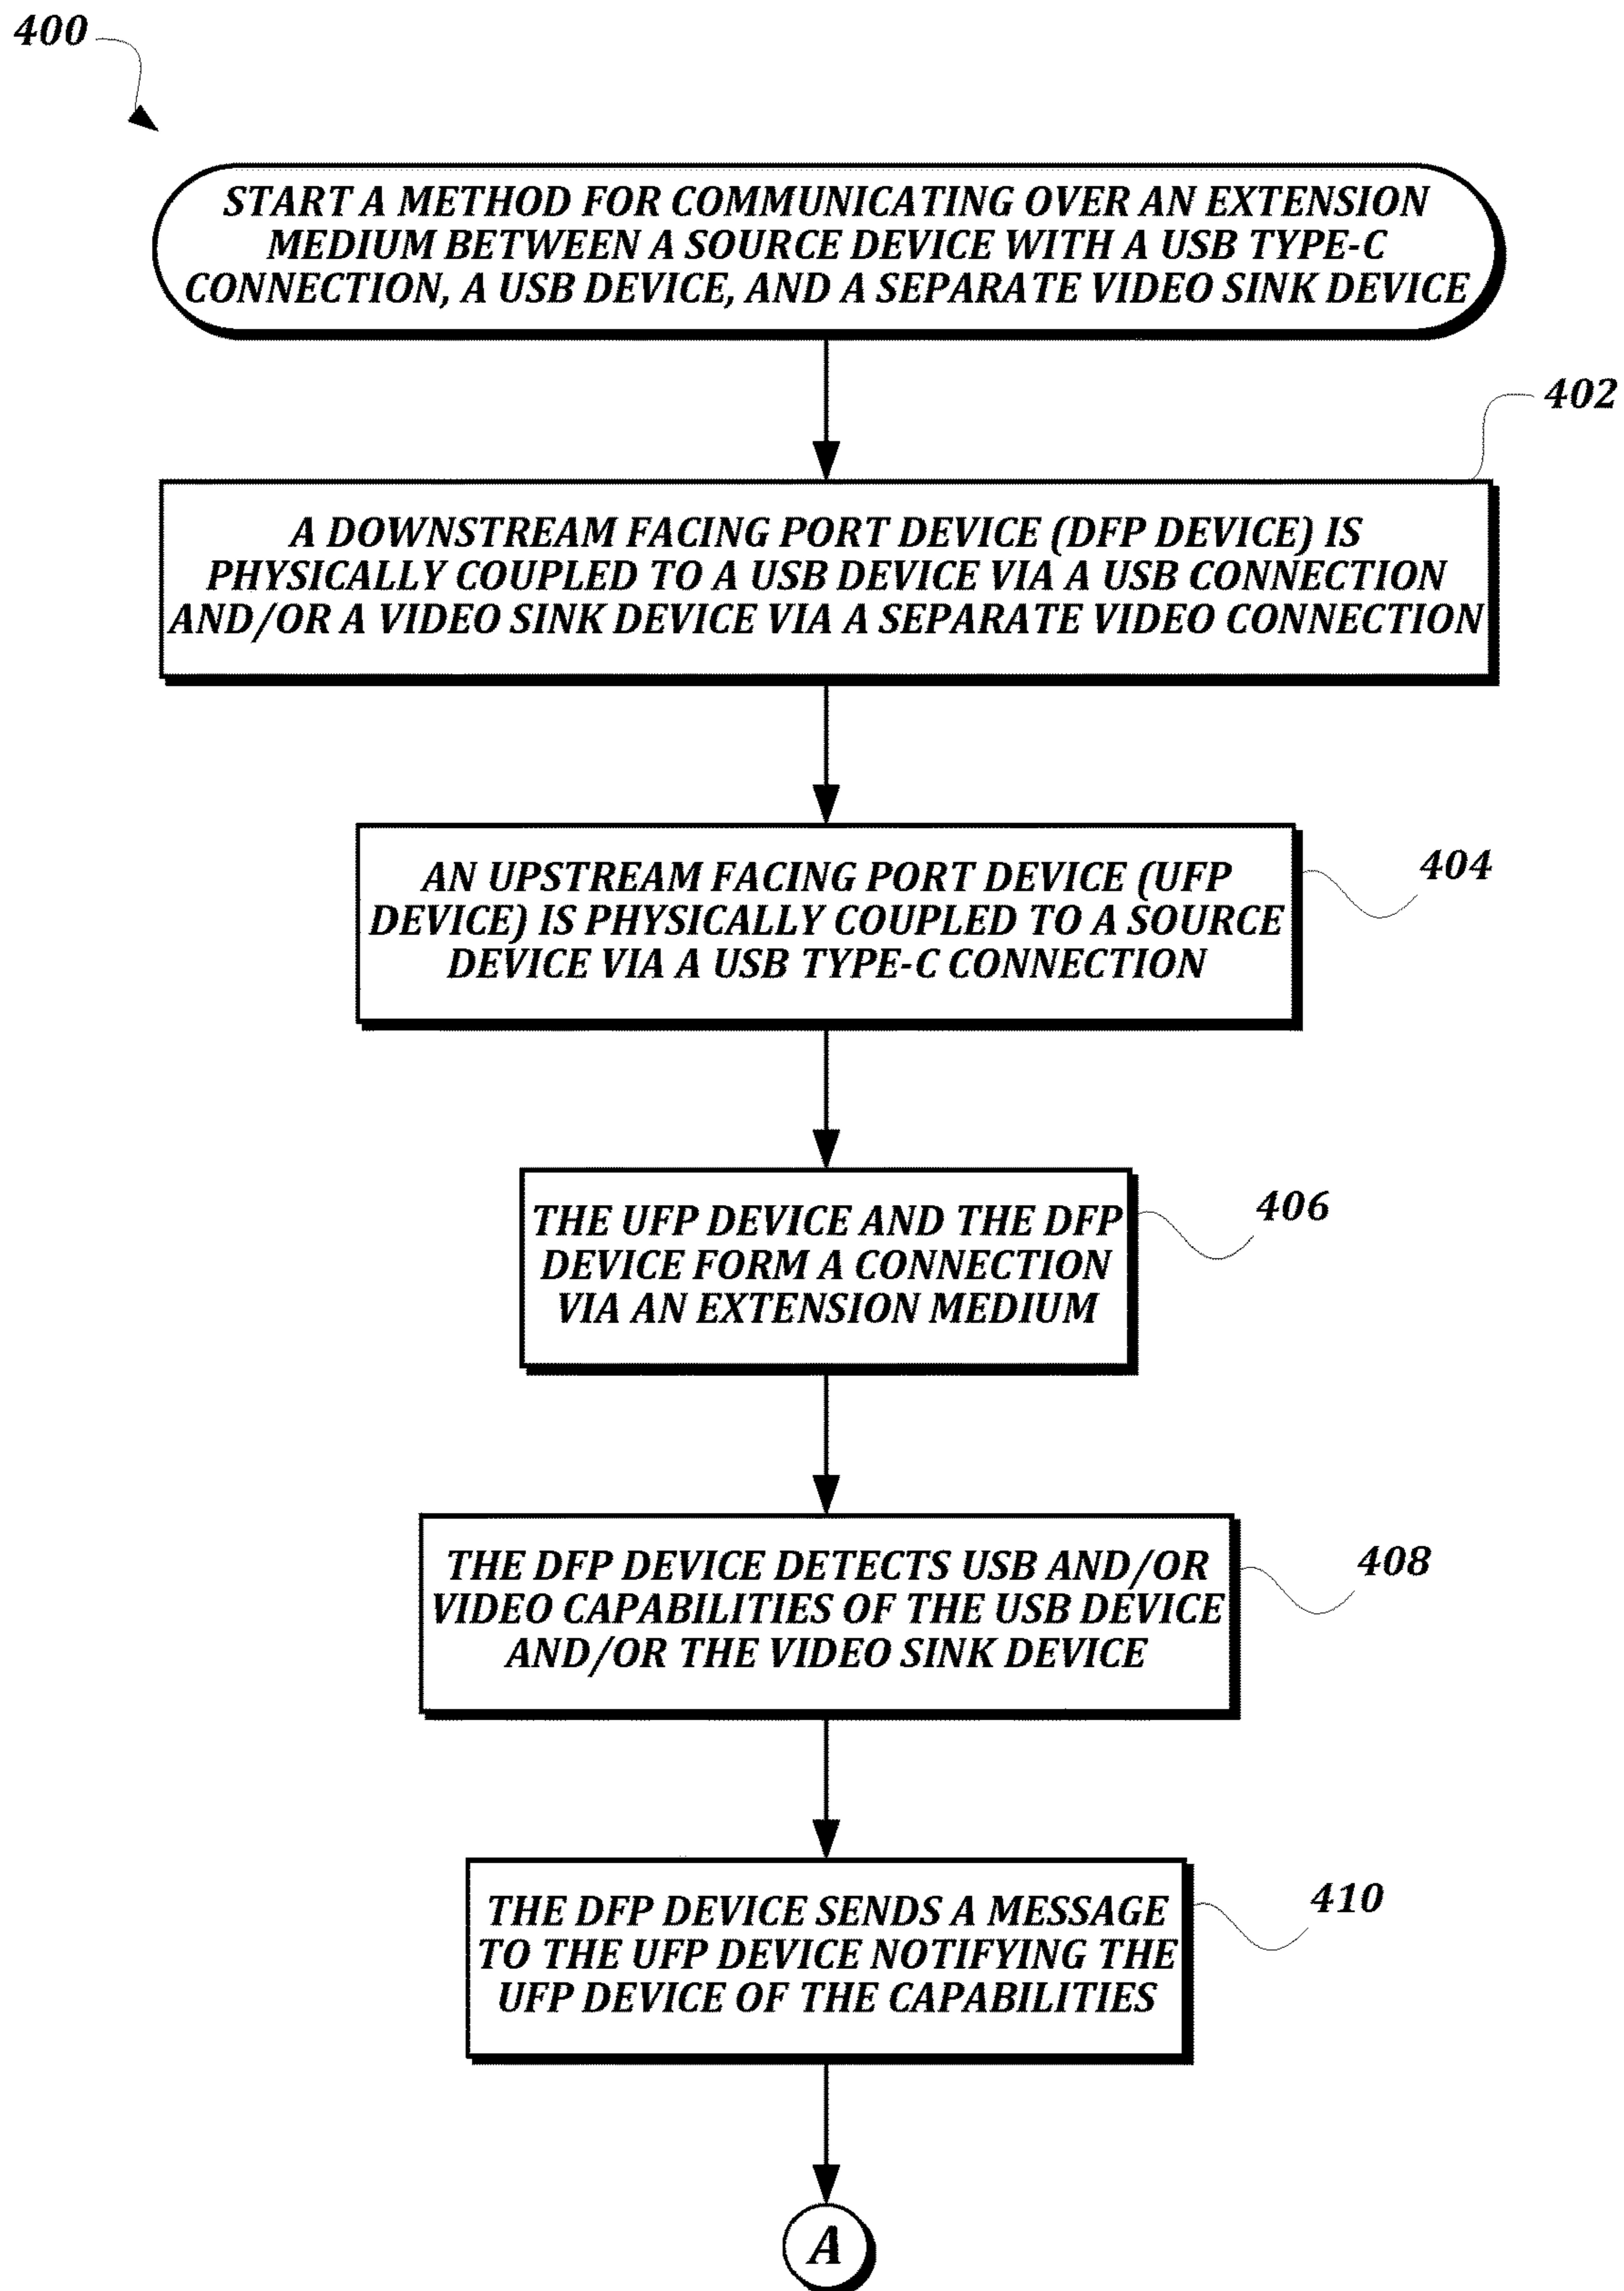 400
START A METHOD FOR COMMUNICATING OVER AN EXTENSION
MEDIUM BETWEEN A SOURCE DEVICE WITH A USB TYPE-C
CONNECTION, A USB DEVICE, AND A SEPARATE VIDEO SINK DEVICE
402
A DOWNSTREAM FACING PORT DEVICE (DFP DEVICE) IS
PHYSICALLY COUPLED TO A USB DEVICE VIA A USB CONNECTION
AND/OR A VIDEO SINK DEVICE VIA A SEPARATE VIDEO CONNECTION
404
AN UPSTREAM FACING PORT DEVICE (UFP
DEVICE) IS PHYSICALLY COUPLED TO A SOURCE
DEVICE VIA A USB TYPE-C CONNECTION
406
THE UFP DEVICE AND THE DFP
DEVICE FORM A CONNECTION
VIA AN EXTENSION MEDIUM
408
THE DFP DEVICE DETECTS USB AND/OR
VIDEO CAPABILITIES OF THE USB DEVICE
AND/OR THE VIDEO SINK DEVICE
410
THE DFP DEVICE SENDS A MESSAGE
TO THE UFP DEVICE NOTIFYING THE
UFP DEVICE OF THE CAPABILITIES
A